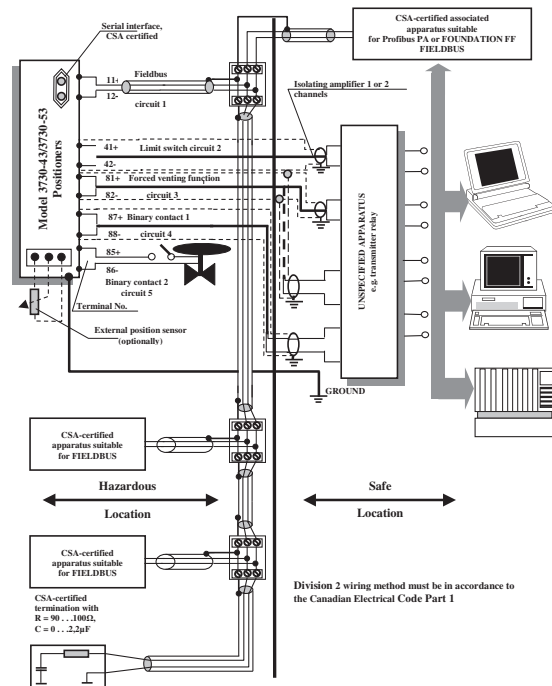 Serial interface,
CSA certified
CSA-certified associated
apparatus suitable
for Profibus PA or FOUNDATION FF
FIELDBUS
Model 3730-43/3730-53
Positioners
11+
Fieldbus
12-
circuit 1
Isolating amplifier 1 or 2
channels
41+
Limit switch circuit 2
42-
81+
Forced venting function
82-
circuit 3
87+ Binary contact 1
88-
circuit 4
85+
86-
Binary contact 2
circuit 5
Terminal No.
External position sensor
(optionally)
UNSPECIFIED APPARATUS
e.g. transmitter relay
GROUND
CSA-certified
apparatus suitable
for FIELDBUS
Hazardous
Location
Safe
Location
CSA-certified
apparatus suitable
for FIELDBUS
Division 2 wiring method must be in accordance to
the Canadian Electrical Code Part 1
CSA-certified
termination with
R = 90 . . .100Ω,
C = 0 . . .2,2µF